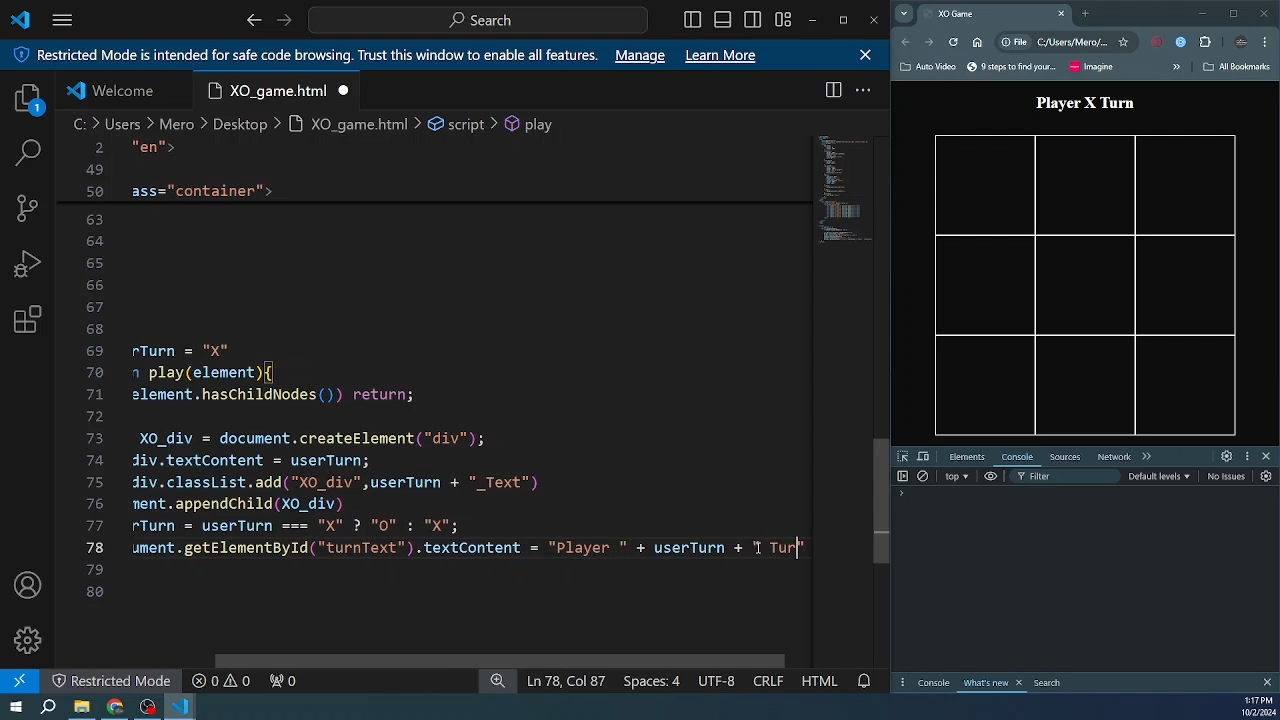 Search
Restricted Mode is intended for safe code browsing. Trust this window to enable all features. Manage Learn More
1
Welcome
XO_game.html
C: > Users > Mero > Desktop > XO_game.html > script > play
2 "en">
49
50 ass="container">
63
64
65
66
67
68
69 rTurn = "X"
70 n play(element){
71 element.hasChildNodes()) return;
72
73 XO_div = document.createElement("div");
74 div.textContent = userTurn;
75 div.classList.add("XO_div",userTurn + "_Text")
76 ment.appendChild(XO_div)
77 rTurn = userTurn === "X" ? "O" : "X";
78 ument.getElementById("turnText").textContent = "Player " + userTurn + " Tur"
79
80
Restricted Mode 0 0 0 Ln 78, Col 87 Spaces: 4 UTF-8 CRLF HTML
XO Game
File C:/Users/Mero/...
Auto Video 9 steps to find your... Imagine » All Bookmarks
Player X Turn
Elements Console Sources Network »
top Filter Default levels No Issues
>
Console What's new Search
1:17 PM
10/2/2024